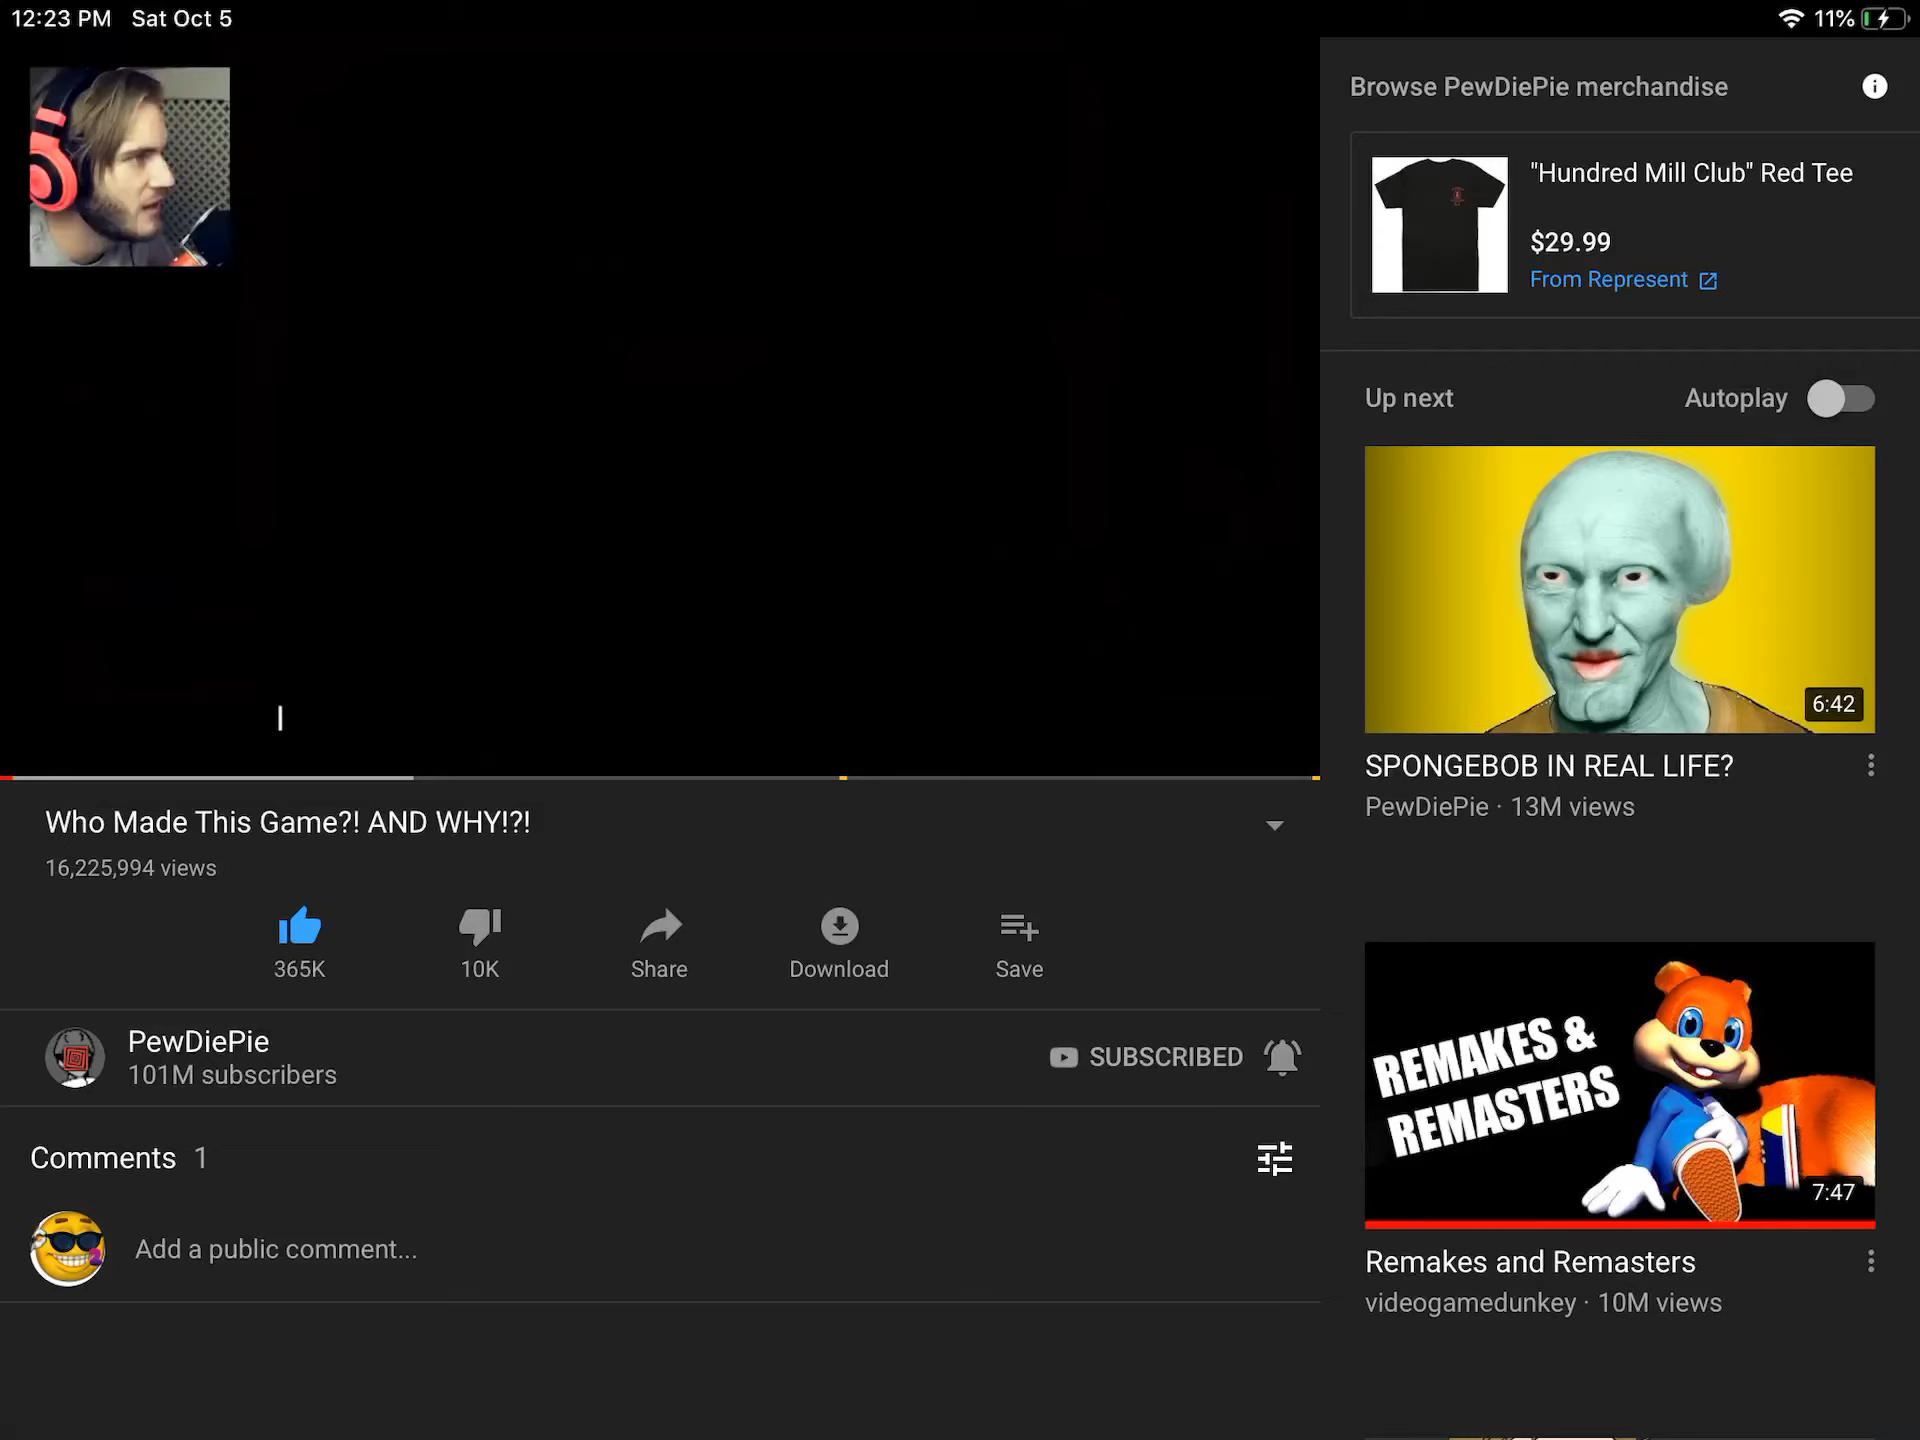 12:23 PM Sat Oct 5
11%
Browse PewDiePie merchandise
"Hundred Mill Club" Red Tee
$29.99
From Represent
Up next
Autoplay
6:42
SPONGEBOB IN REAL LIFE?
PewDiePie · 13M views
Who Made This Game?! AND WHY!?!
16,225,994 views
365K
10K
Share
Download
Save
PewDiePie
101M subscribers
SUBSCRIBED
Comments 1
Add a public comment...
REMAKES &
REMASTERS
7:47
Remakes and Remasters
videogamedunkey · 10M views